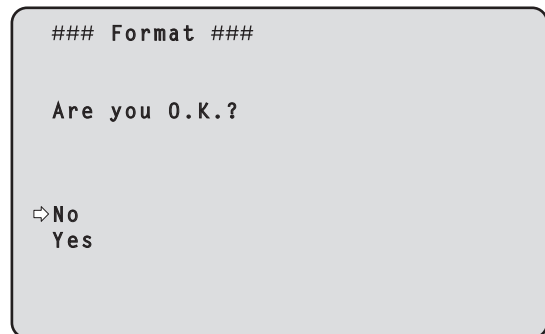 ### Format ###
Are you O.K.?
⇨No
Yes